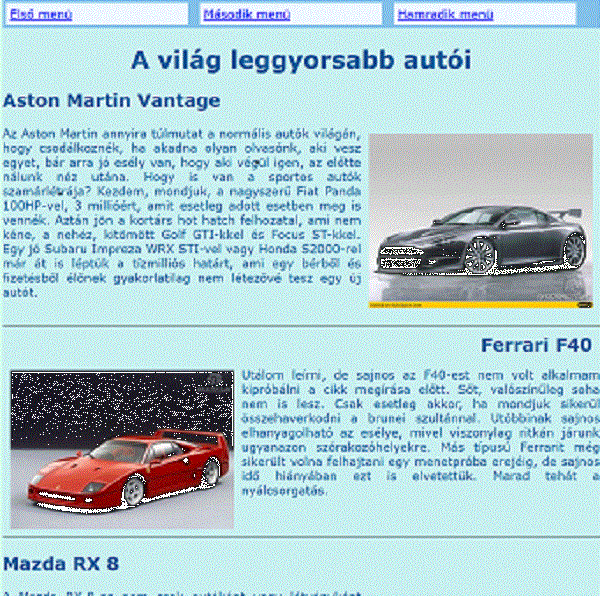 Első menü
Második menü
Hamradik menü
A világ leggyorsabb autói
Aston Martin Vantage
Az Aston Martin annyira túlmutat a normális autók világán,
hogy csodálkoznék, ha akadna olyan olvasónk, aki vesz
egyet, bár arra jó esély van, hogy aki végül igen, az előtte
nálunk néz utána. Hogy is van a sportos autók
számárlétrája? Kezdem, mondjuk, a nagyszerű Fiat Panda
100HP-vel, 3 millióért, amit esetleg adott esetben meg is
vennék. Aztán jön a kortárs hot hatch felhozatal, ami nem
kéne, a nehéz, kitömött Golf GTI-kkel és Focus ST-kkel.
Egy jó Subaru Impreza WRX STI-vel vagy Honda S2000-rel
már át is léptük a tízmilliós határt, ami egy bérből és
fizetésből élőnek gyakorlatilag nem létezővé tesz egy új
autót.
Ferrari F40
Utálom leírni, de sajnos az F40-est nem volt alkalmam
kipróbálni a cikk megírása előtt. Sőt, valószínűleg soha
nem is lesz. Csak esetleg akkor, ha mondjuk sikerül
összehaverkodni a brunei szultánnal. Utóbbinak sajnos
elhanyagolható az esélye, mivel viszonylag ritkán járunk
ugyanazon szórakozóhelyekre. Más típusú Ferrarit még
sikerült volna felhajtani egy menetpróba erejéig, de sajnos
idő hiányában ezt is elvetettük. Marad tehát a
nyálcsorgatás.
Mazda RX 8